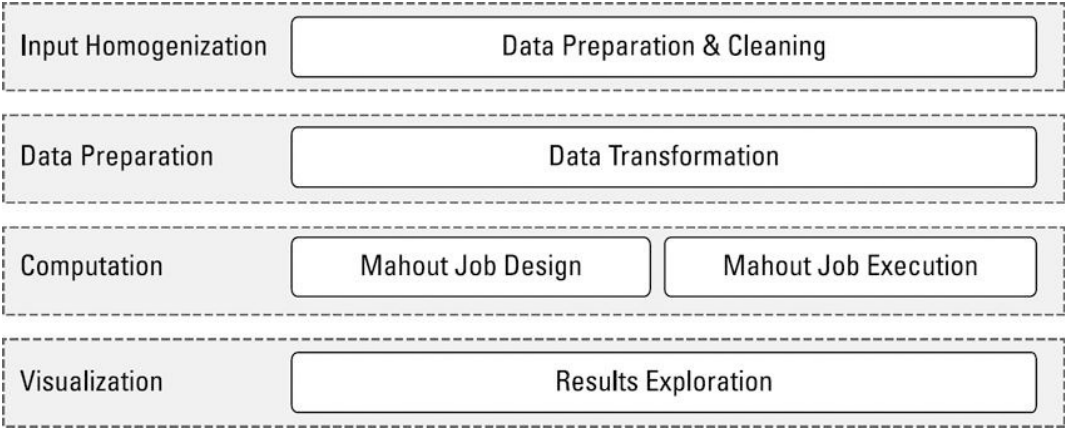 Input Homogenization
Data Preparation & Cleaning
Data Preparation
Data Transformation
Computation
Mahout Job Design
Mahout Job Execution
Visualization
Results Exploration